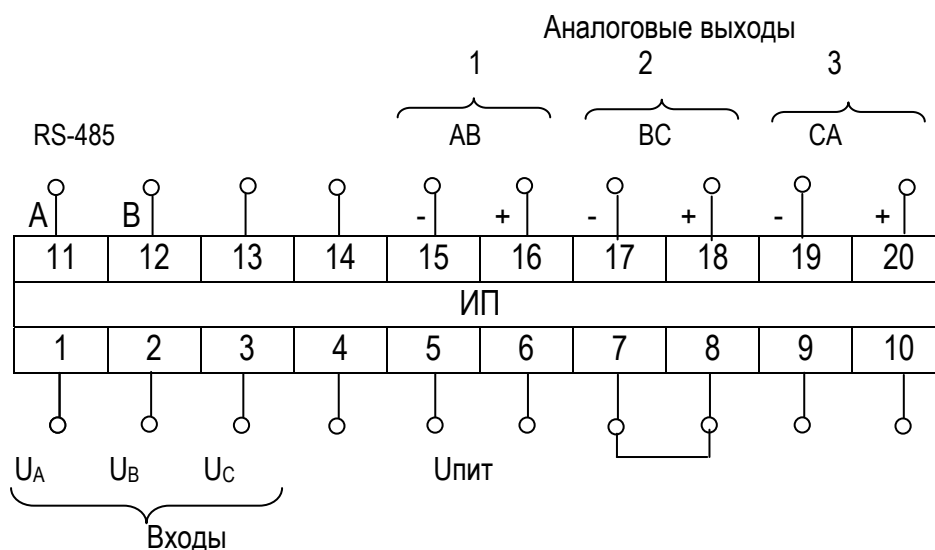 Аналоговые выходы
1 2 3
RS-485 AB BC CA
A B - + - + - +
11 12 13 14 15 16 17 18 19 20
ИП
1 2 3 4 5 6 7 8 9 10
UA UB UC Uпит
Входы